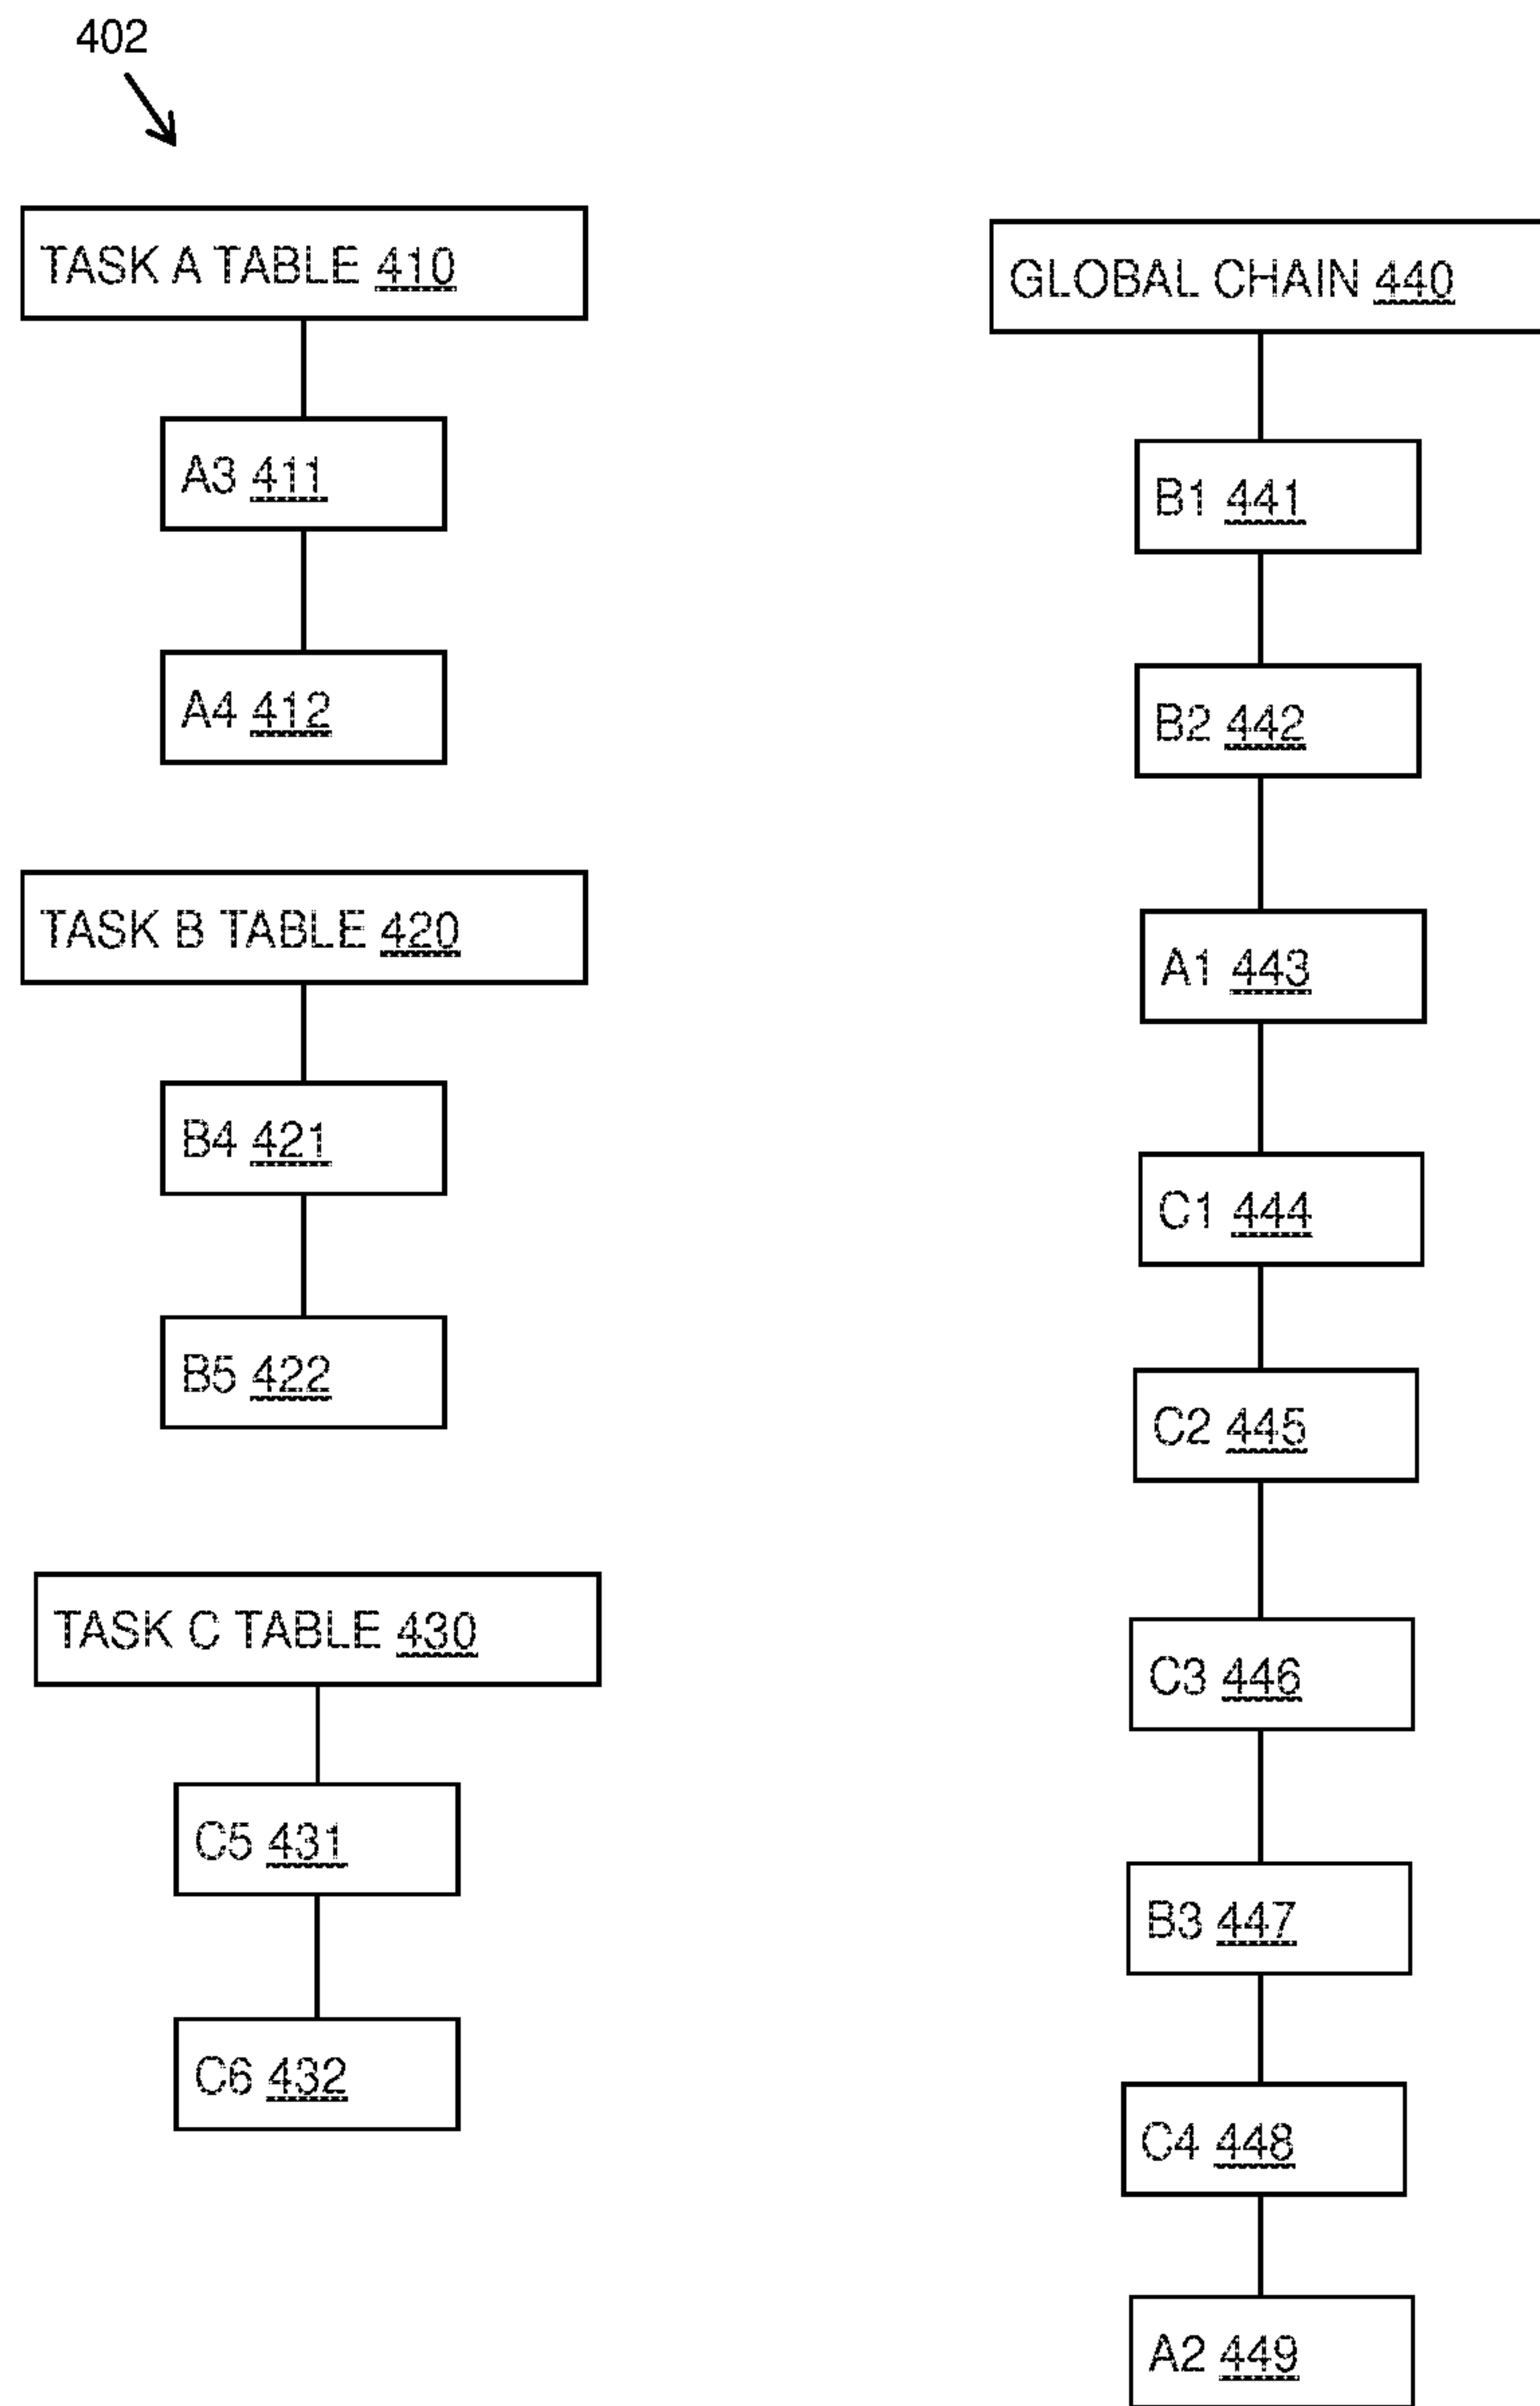 402
TASK A TABLE 410
A3 411
A4 412
TASK B TABLE 420
B4 421
B5 422
TASK C TABLE 430
C5 431
C6 432
GLOBAL CHAIN 440
B1 441
B2 442
A1 443
C1 444
C2 445
C3 446
B3 447
C4 448
A2 449